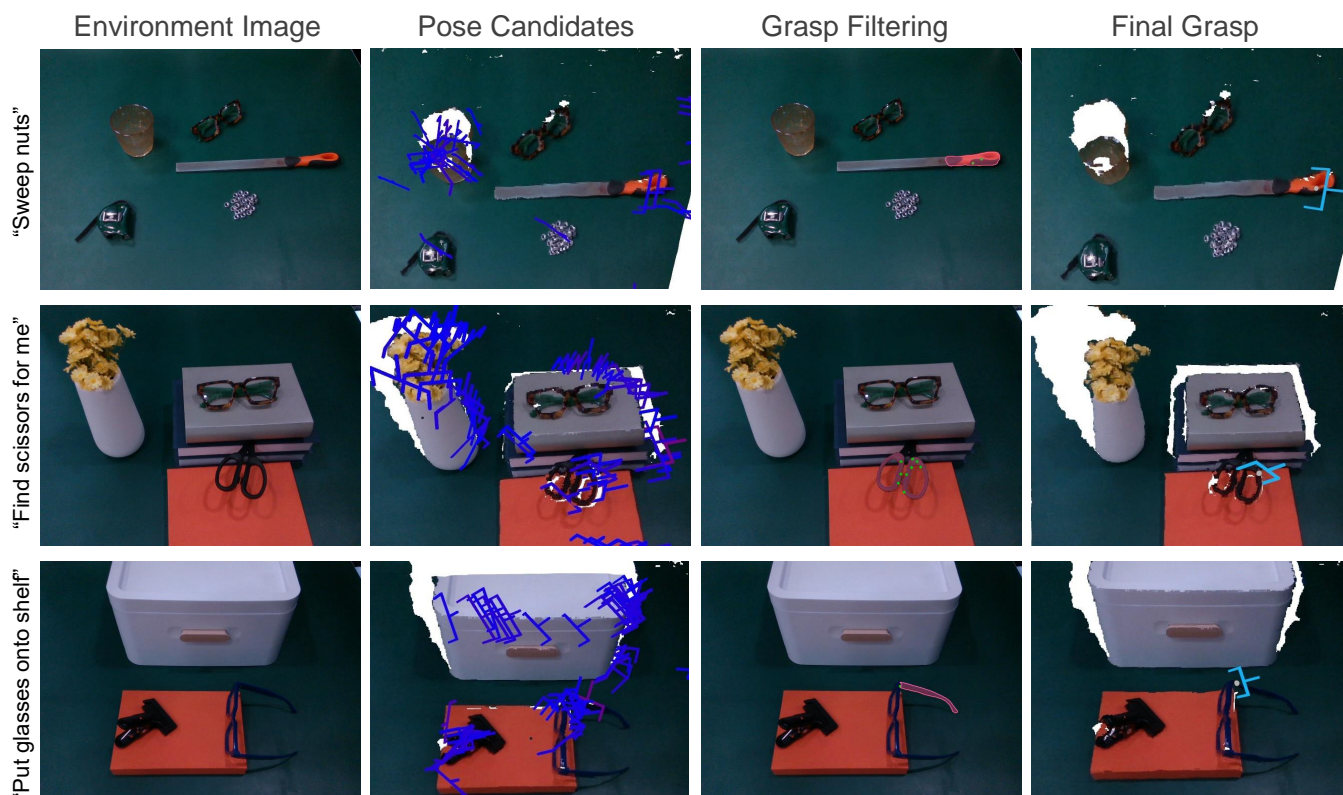 Environment Image
Pose Candidates
Grasp Filtering
Final Grasp
“Sweep nuts”
“Find scissors for me”
“Put glasses onto shelf”